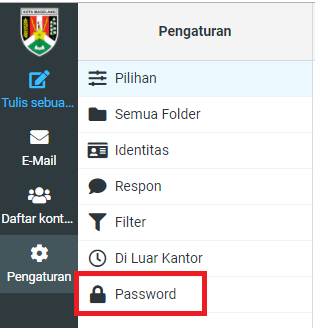 KOTA MAGELANG
Pengaturan
Tulis sebua...
E-Mail
Daftar kont...
Pengaturan
Pilihan
Semua Folder
Identitas
Respon
Filter
Di Luar Kantor
Password